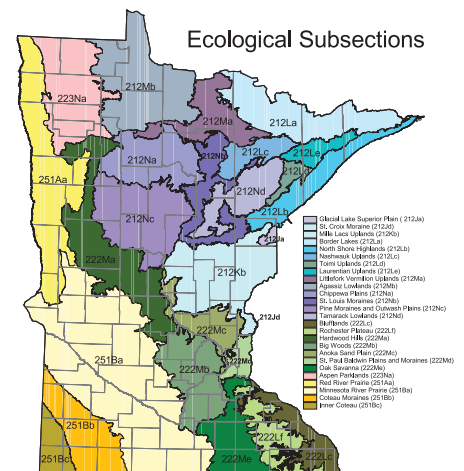 Ecological Subsections
212Mb
223Na
212La
212Ma
212Le
212Lc
212Nb
212Na
212Ld
251Aa
212Nd
212Lb
212Nc
212Ja
222Ma
212Kb
212Jd
222Mc
251Ba
222Mb
222Mc
251Bb
222Lf
251Bc
222Me
222Lc
Glacial Lake Superior Plain (212Ja)
St. Croix Moraine (212Jd)
Mille Lacs Uplands (212Kb)
Border Lakes (212La)
North Shore Highlands (212Lb)
Nashwauk Uplands (212Lc)
Toimi Uplands (212Ld)
Laurentian Uplands (212Le)
Littlefork Vermilion Uplands (212Ma)
Agassiz Lowlands (212Mb)
Chippewa Plains (212Na)
St. Louis Moraines (212Nb)
Pine Moraines and Outwash Plains (212Nc)
Tamarack Lowlands (212Nd)
Blufflands (222Lc)
Rochester Plateau (222Lf)
Hardwood Hills (222Ma)
Big Woods (222Mb)
Anoka Sand Plain (222Mc)
St. Paul Baldwin Plains and Moraines (222Md)
Oak Savanna (222Me)
Aspen Parklands (223Na)
Red River Prairie (251Aa)
Minnesota River Prairie (251Ba)
Coteau Moraines (251Bb)
Inner Coteau (251Bc)